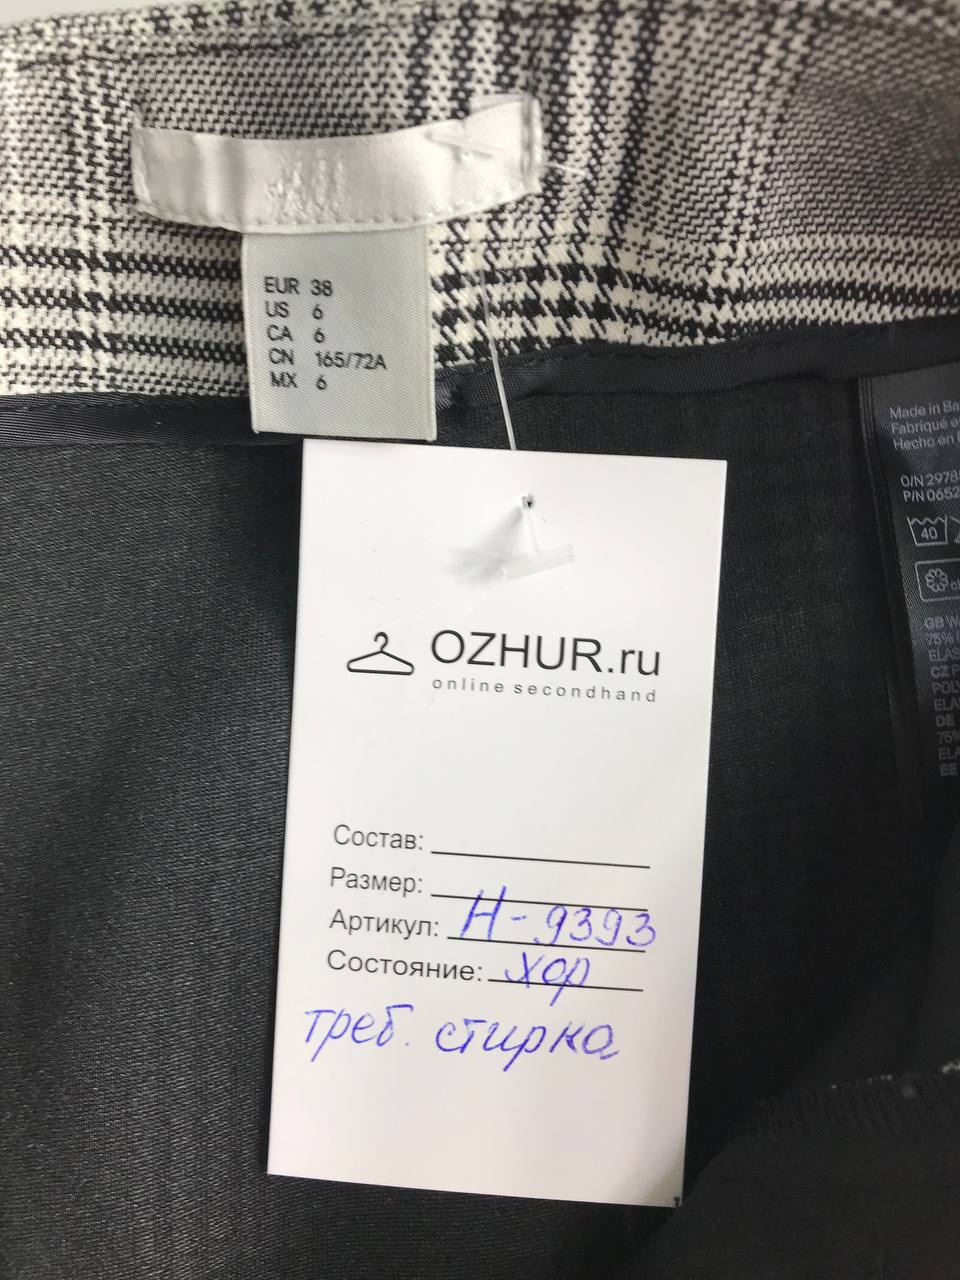 EUR 38
US 6
CA 6
CN 165/72A
MX 6
Made in
Fabriqué
Hecho en
O/N 2978
P/N 0652
40
GB
75%
ELAS
CZ
POL
ELA
DE
75%
ELA
EE
OZHUR.ru
online secondhand
Состав:
Размер:
Артикул: Н-9393
Состояние: хор
треб. стирка